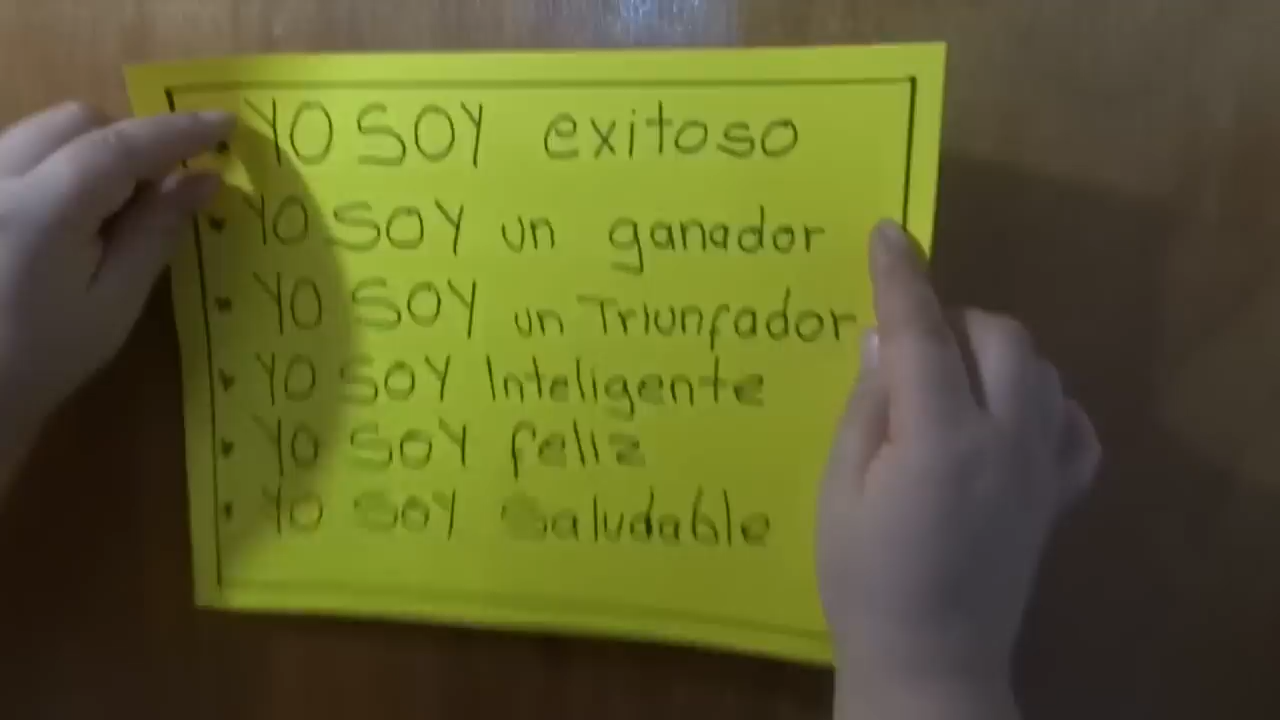 • YO SOY exitoso
• YO SOY un ganador
• YO SOY un Triunfador
• YO SOY Inteligente
• YO SOY feliz
• YO SOY Saludable